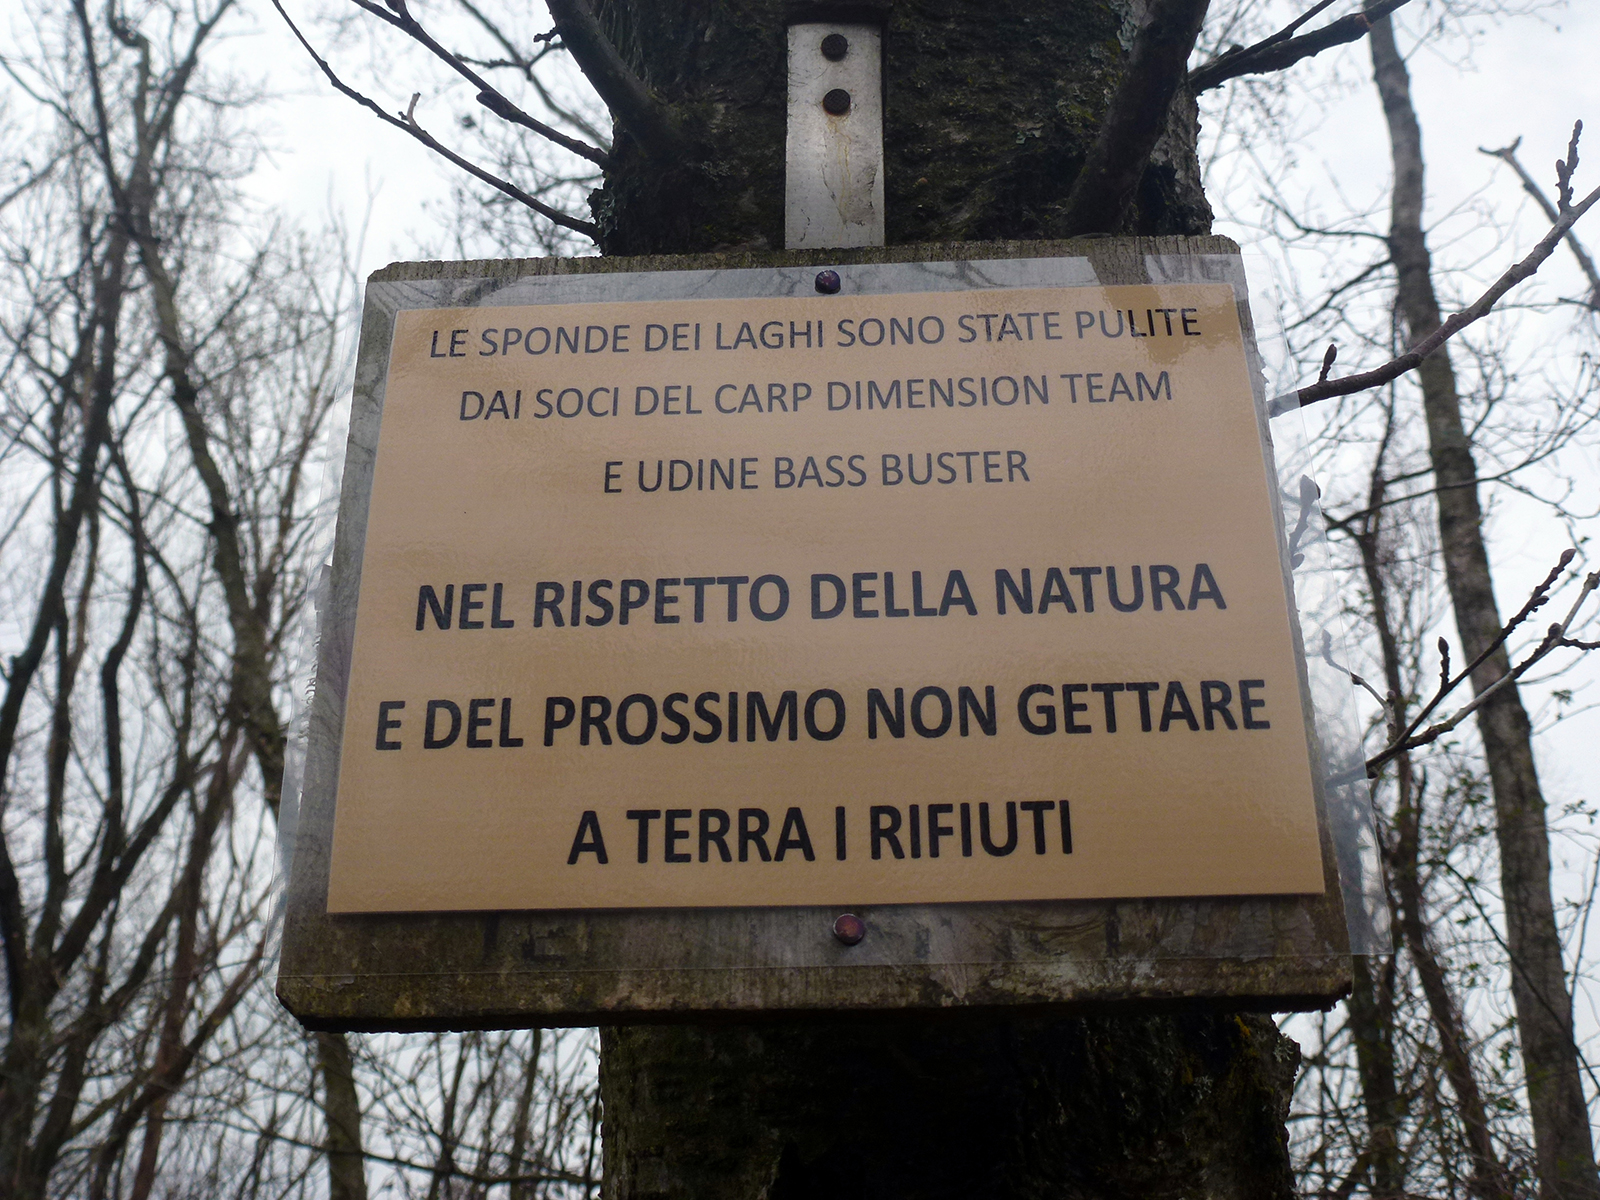 LE SPONDE DEI LAGHI SONO STATE PULITE
DAI SOCI DEL CARP DIMENSION TEAM
E UDINE BASS BUSTER
NEL RISPETTO DELLA NATURA
E DEL PROSSIMO NON GETTARE
A TERRA I RIFIUTI